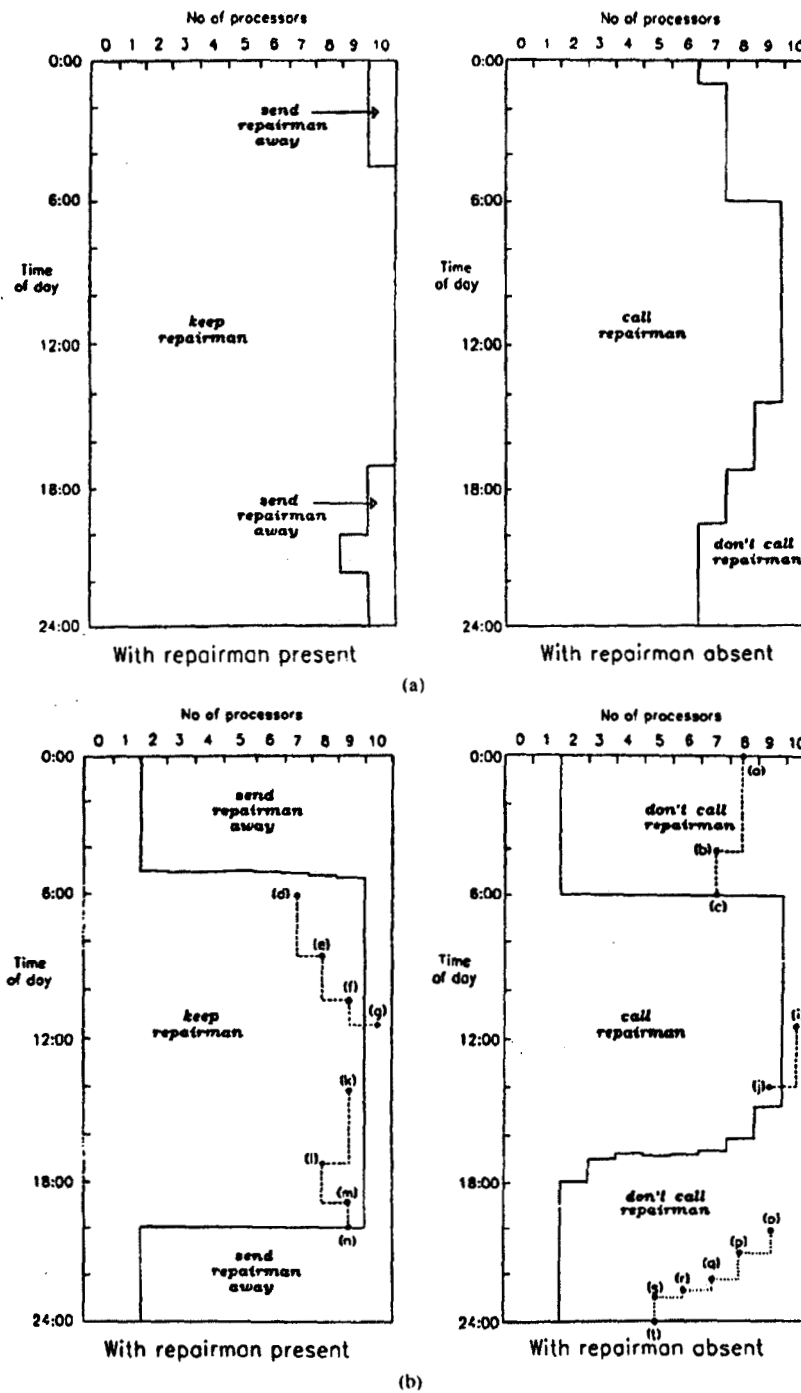 No of processors
0 1 2 3 4 5 6 7 8 9 10
0:00
6:00
12:00
18:00
24:00
Time
of day
send
repairman
away
keep
repairman
send
repairman
away
With repairman present
No of processors
0 1 2 3 4 5 6 7 8 9 10
0:00
6:00
12:00
18:00
24:00
Time
of day
call
repairman
don't call
repairman
With repairman absent
(a)
No of processors
0 1 2 3 4 5 6 7 8 9 10
0:00
6:00
12:00
18:00
24:00
Time
of day
send
repairman
away
(d)
(e)
(f)
(g)
keep
repairman
(k)
(l)
(m)
(n)
send
repairman
away
With repairman present
No of processors
0 1 2 3 4 5 6 7 8 9 10
0:00
6:00
12:00
18:00
24:00
Time
of day
(a)
don't call
repairman
(b)
(c)
call
repairman
(i
(j)
don't call
repairman
(o)
(p)
(q)
(r)
(s)
(t)
With repairman absent
(b)